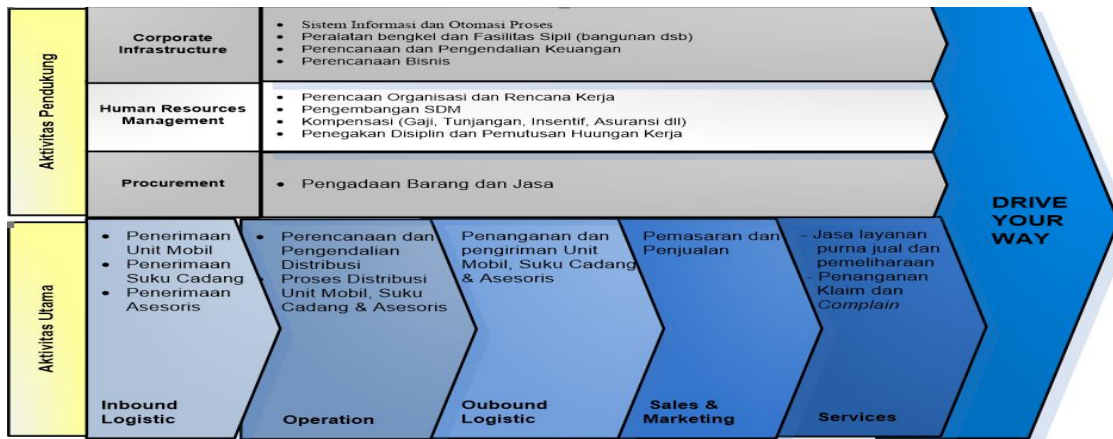 Aktivitas Pendukung
Corporate
Infrastructure
• Sistem Informasi dan Otomasi Proses
• Peralatan bengkel dan Fasilitas Sipil (bangunan dsb)
• Perencanaan dan Pengendalian Keuangan
• Perencanaan Bisnis
Human Resources
Management
• Perencaan Organisasi dan Rencana Kerja
• Pengembangan SDM
• Kompensasi (Gaji, Tunjangan, Insentif, Asuransi dll)
• Penegakan Disiplin dan Pemutusan Huungan Kerja
Procurement
• Pengadaan Barang dan Jasa
Aktivitas Utama
• Penerimaan
Unit Mobil
• Penerimaan
Suku Cadang
• Penerimaan
Asesoris
Inbound
Logistic
• Perencanaan dan
Pengendalian
Distribusi
• Proses Distribusi
Unit Mobil, Suku
Cadang & Asesoris
Operation
Penanganan dan
pengiriman Unit
Mobil, Suku Cadang
& Asesoris
Oubound
Logistic
Pemasaran dan
Penjualan
Sales &
Marketing
- Jasa layanan
purna jual dan
pemeliharaan
- Penanganan
Klaim dan
Complain
Services
DRIVE
YOUR
WAY